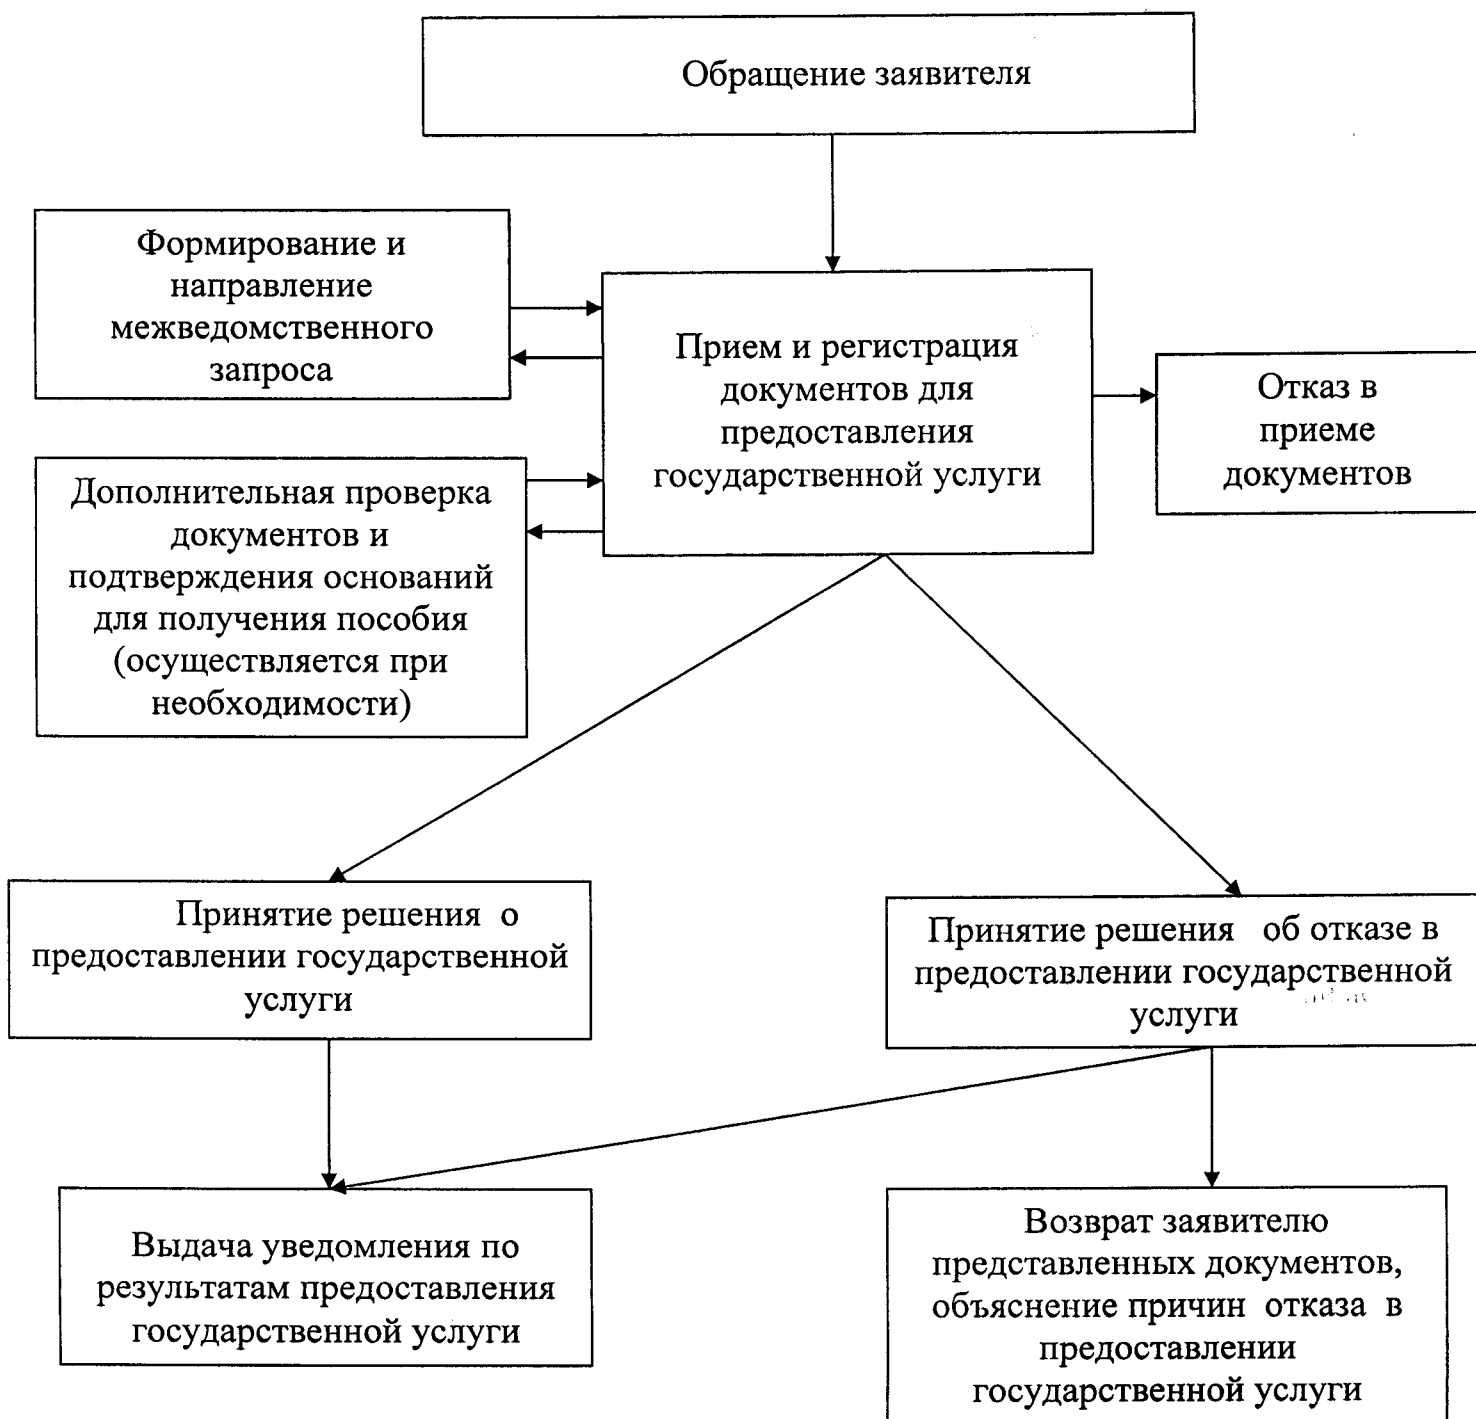 Обращение заявителя
Формирование и
направление
межведомственного
запроса
Прием и регистрация
документов для
предоставления
государственной услуги
Отказ в
приеме
документов
Дополнительная проверка
документов и
подтверждения оснований
для получения пособия
(осуществляется при
необходимости)
Принятие решения о
предоставлении государственной
услуги
Принятие решения об отказе в
предоставлении государственной
услуги
Выдача уведомления по
результатам предоставления
государственной услуги
Возврат заявителю
представленных документов,
объяснение причин отказа в
предоставлении
государственной услуги